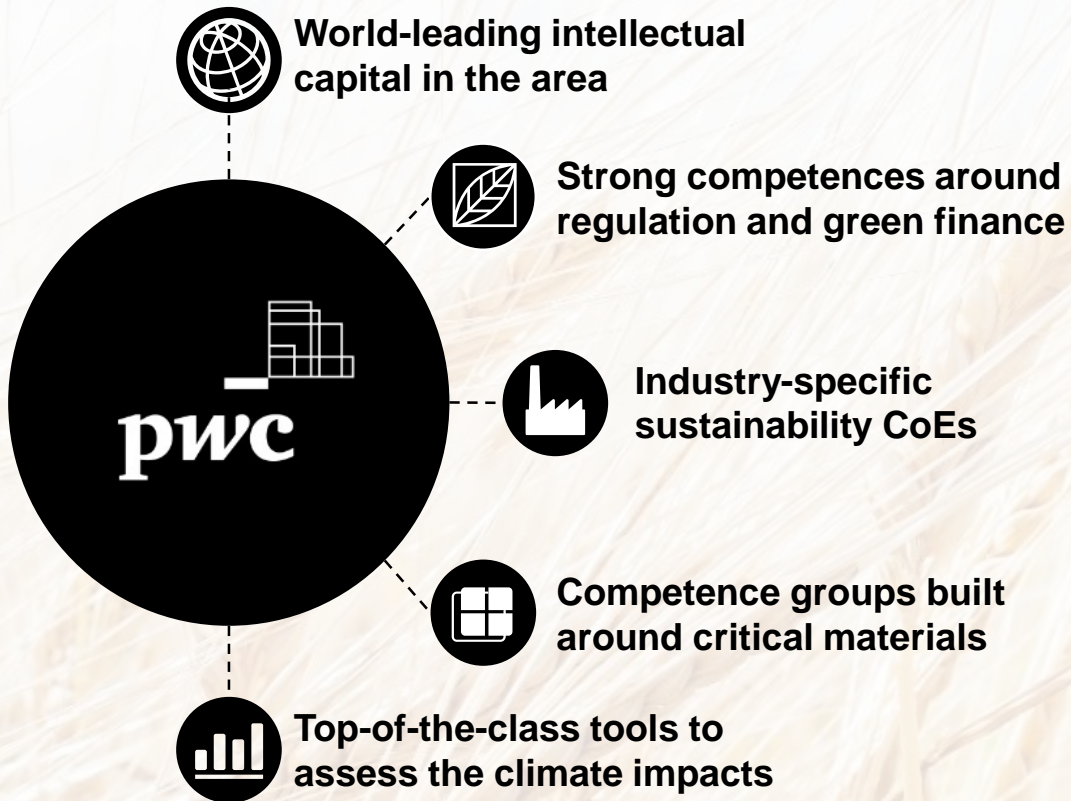 World-leading intellectual
capital in the area
Strong competences around
regulation and green finance
pwc
Industry-specific
sustainability CoEs
Competence groups built
around critical materials
Top-of-the-class tools to
assess the climate impacts